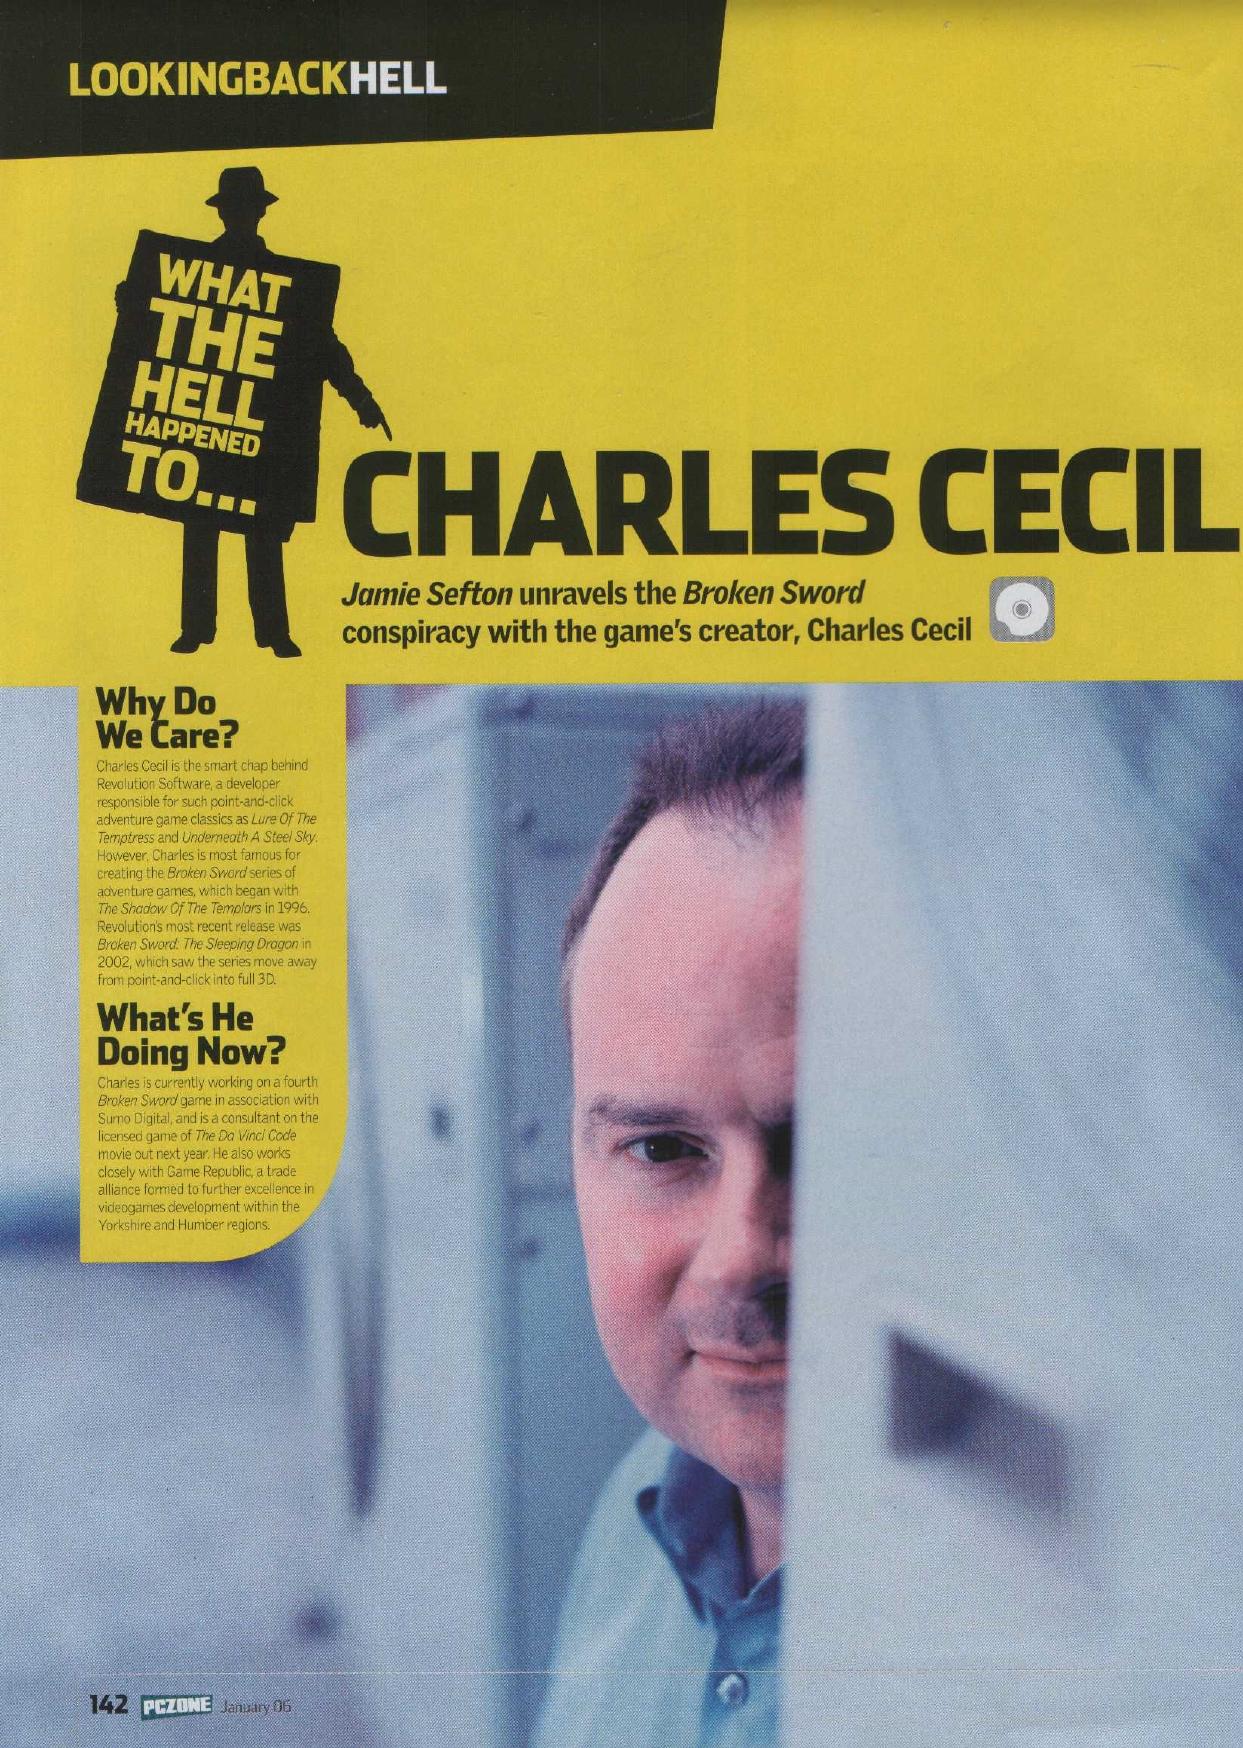 LOOKINGBACKHELL
WHAT
THE
HELL
HAPPENED
TO...
CHARLES CECIL
Jamie Sefton unravels the Broken Sword
conspiracy with the game's creator, Charles Cecil
Why Do
We Care?
Charles Cecil is the smart chap behind
Revolution Software, a developer
responsible for such point-and-click
adventure game classics as Lure Of The
Temptress and Underneath A Steel Sky.
However, Charles is most famous for
creating the Broken Sword series of
adventure games, which began with
The Shadow Of The Templars in 1996.
Revolution's most recent release was
Broken Sword: The Sleeping Dragon in
2002, which saw the series move away
from point-and-click into full 3D.
What's He
Doing Now?
Charles is currently working on a fourth
Broken Sword game in association with
Sumo Digital, and is a consultant on the
licensed game of The Da Vinci Code
movie out next year. He also works
closely with Game Republic, a trade
alliance formed to further excellence in
videogames development within the
Yorkshire and Humber regions.
142 PCZONE January 06